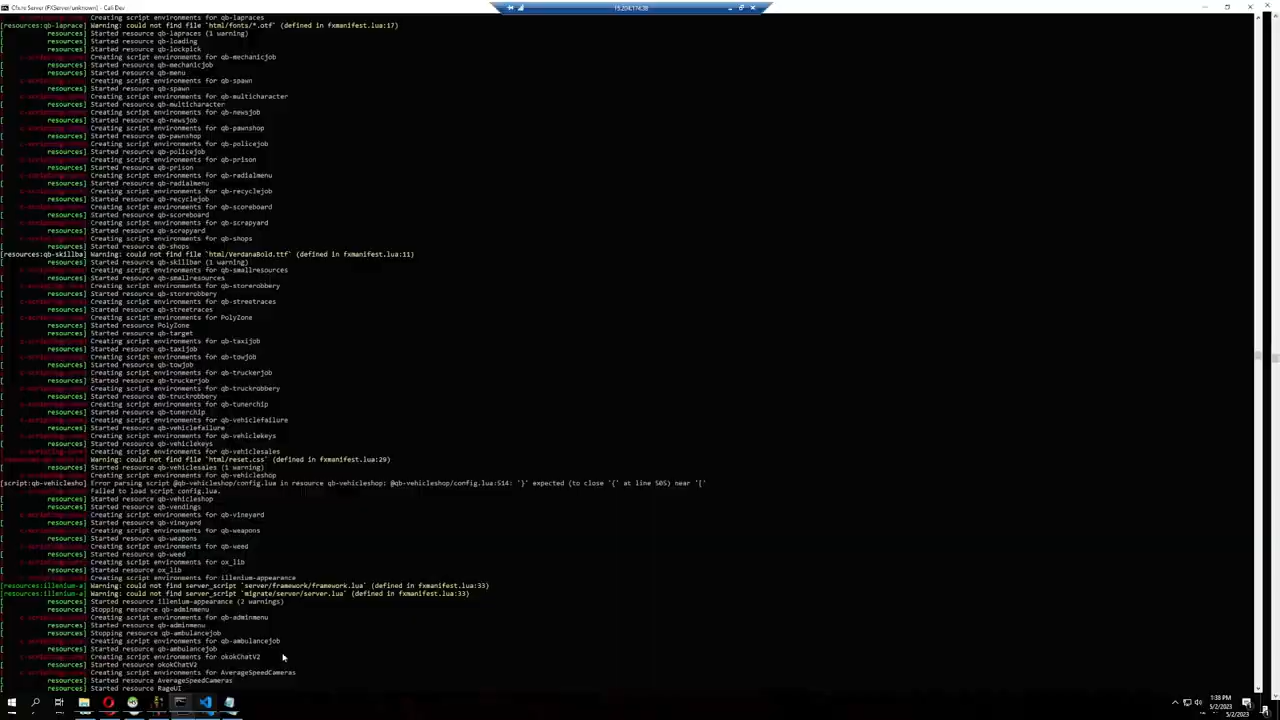 Cfx.re Server (FXServer/unknown) - Cali Dev
15.204.174.38
Creating script environments for qb-lapraces
[resources:qb-laprace] Warning: could not find file `html/fonts/*.otf` (defined in fxmanifest.lua:17)
[ resources] Started resource qb-lapraces (1 warning)
[ resources] Started resource qb-loading
[ resources] Started resource qb-lockpick
Creating script environments for qb-mechanicjob
[ resources] Started resource qb-mechanicjob
[ resources] Started resource qb-menu
Creating script environments for qb-spawn
[ resources] Started resource qb-spawn
Creating script environments for qb-multicharacter
[ resources] Started resource qb-multicharacter
Creating script environments for qb-newsjob
[ resources] Started resource qb-newsjob
Creating script environments for qb-pawnshop
[ resources] Started resource qb-pawnshop
Creating script environments for qb-policejob
[ resources] Started resource qb-policejob
Creating script environments for qb-prison
[ resources] Started resource qb-prison
Creating script environments for qb-radialmenu
[ resources] Started resource qb-radialmenu
Creating script environments for qb-recyclejob
[ resources] Started resource qb-recyclejob
Creating script environments for qb-scoreboard
[ resources] Started resource qb-scoreboard
Creating script environments for qb-scrapyard
[ resources] Started resource qb-scrapyard
Creating script environments for qb-shops
[ resources] Started resource qb-shops
[resources:qb-skillba] Warning: could not find file `html/VerdanaBold.ttf` (defined in fxmanifest.lua:11)
[ resources] Started resource qb-skillbar (1 warning)
Creating script environments for qb-smallresources
[ resources] Started resource qb-smallresources
Creating script environments for qb-storerobbery
[ resources] Started resource qb-storerobbery
Creating script environments for qb-streetraces
[ resources] Started resource qb-streetraces
Creating script environments for PolyZone
[ resources] Started resource PolyZone
[ resources] Started resource qb-target
Creating script environments for qb-taxijob
[ resources] Started resource qb-taxijob
Creating script environments for qb-towjob
[ resources] Started resource qb-towjob
Creating script environments for qb-truckerjob
[ resources] Started resource qb-truckerjob
Creating script environments for qb-truckrobbery
[ resources] Started resource qb-truckrobbery
Creating script environments for qb-tunerchip
[ resources] Started resource qb-tunerchip
Creating script environments for qb-vehiclefailure
[ resources] Started resource qb-vehiclefailure
Creating script environments for qb-vehiclekeys
[ resources] Started resource qb-vehiclekeys
Creating script environments for qb-vehiclesales
Warning: could not find file `html/reset.css` (defined in fxmanifest.lua:29)
[ resources] Started resource qb-vehiclesales (1 warning)
Creating script environments for qb-vehicleshop
[script:qb-vehiclesho] Error parsing script @qb-vehicleshop/config.lua in resource qb-vehicleshop: @qb-vehicleshop/config.lua:514: '}' expected (to close '{' at line 505) near '['
Failed to load script config.lua.
[ resources] Started resource qb-vehicleshop
[ resources] Started resource qb-vendings
Creating script environments for qb-vineyard
[ resources] Started resource qb-vineyard
Creating script environments for qb-weapons
[ resources] Started resource qb-weapons
Creating script environments for qb-weed
[ resources] Started resource qb-weed
Creating script environments for ox_lib
[ resources] Started resource ox_lib
Creating script environments for illenium-appearance
[resources:illenium-a] Warning: could not find server_script `server/framework/framework.lua` (defined in fxmanifest.lua:33)
[resources:illenium-a] Warning: could not find server_script `migrate/server/server.lua` (defined in fxmanifest.lua:33)
[ resources] Started resource illenium-appearance (2 warnings)
[ resources] Stopping resource qb-adminmenu
Creating script environments for qb-adminmenu
[ resources] Started resource qb-adminmenu
[ resources] Stopping resource qb-ambulancejob
Creating script environments for qb-ambulancejob
[ resources] Started resource qb-ambulancejob
Creating script environments for okokChatV2
[ resources] Started resource okokChatV2
Creating script environments for AverageSpeedCameras
[ resources] Started resource AverageSpeedCameras
[ resources] Started resource RageUI
1:38 PM
5/2/2023
5/2/2023